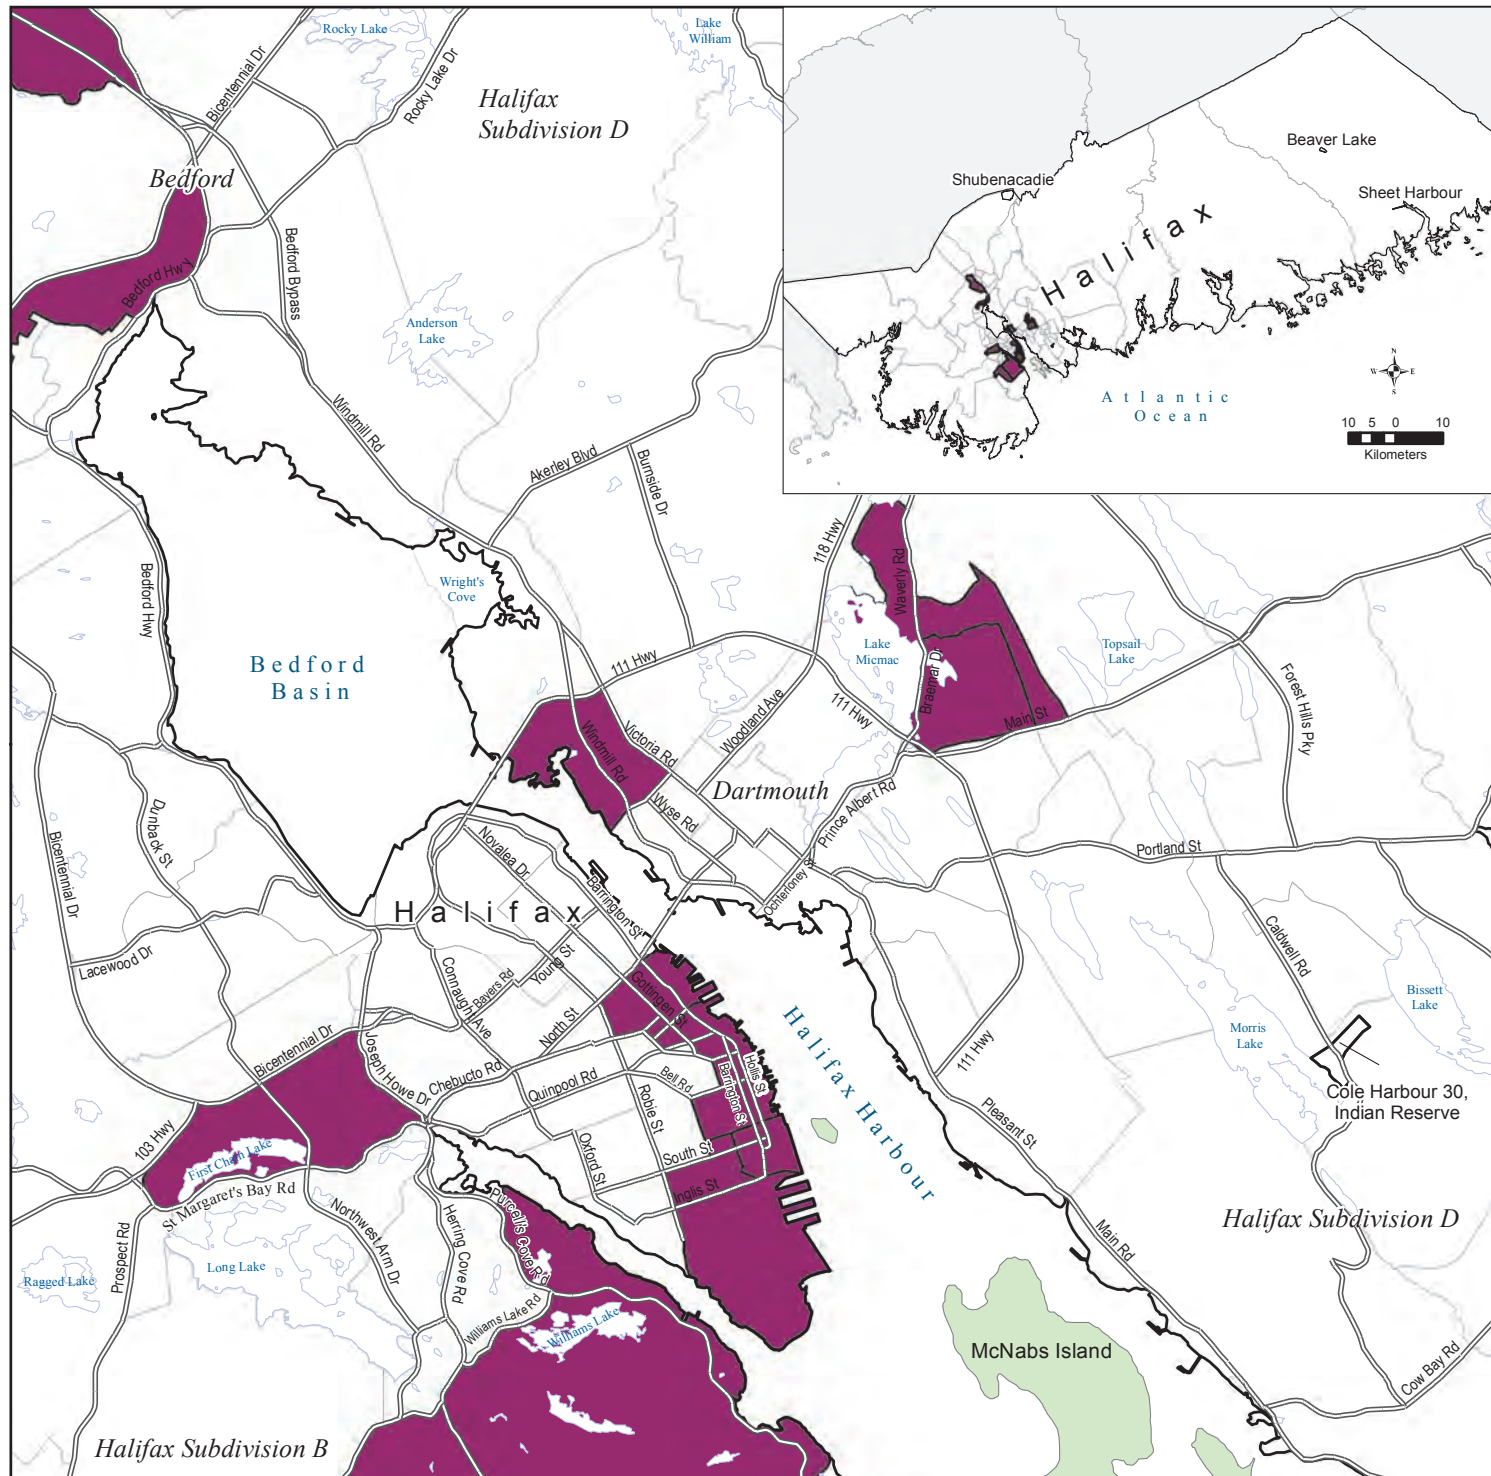 Rocky Lake
Lake
William
Bicentennial Dr
Rocky Lake Dr
Halifax
Subdivision D
Bedford
Bedford Hwy
Bedford Bypass
Anderson
Lake
Windmill Rd
Akerley Blvd
Burnside Dr
Beaver Lake
Shubenacadie
Sheet Harbour
Halifax
Atlantic
Ocean
N
W
E
S
10 5 0 10
Kilometers
Bedford Hwy
Wright's
Cove
118 Hwy
Waverly Rd
Lake
Micmac
Topsail
Lake
Bedford
Basin
111 Hwy
Braemar Dr
Forest Hills Pky
Woodland Ave
111 Hwy
Main St
Victoria Rd
Windmill Rd
Dartmouth
Wyse Rd
Prince Albert Rd
Dunback St
Bicentennial Dr
Novalea Dr
Portland St
Ochterloney St
Barrington St
Halifax
Lacewood Dr
Connaught Ave
Bayers Rd
Young St
Caldwell Rd
Gottingen St
Bissett
Lake
Morris
Lake
North St
Halifax Harbour
Bicentennial Dr
Joseph Howe Dr
Chebucto Rd
Quinpool Rd
Bell Rd
Barrington St
Hollis St
111 Hwy
Cole Harbour 30,
Indian Reserve
Robie St
Pleasant St
103 Hwy
First Chain Lake
Oxford St
South St
Inglis St
St Margaret's Bay Rd
Northwest Arm Dr
Herring Cove Rd
Purcell's Cove Rd
Halifax Subdivision D
Main Rd
Prospect Rd
Ragged Lake
Long Lake
Williams Lake Rd
Williams Lake
McNabs Island
Cow Bay Rd
Halifax Subdivision B